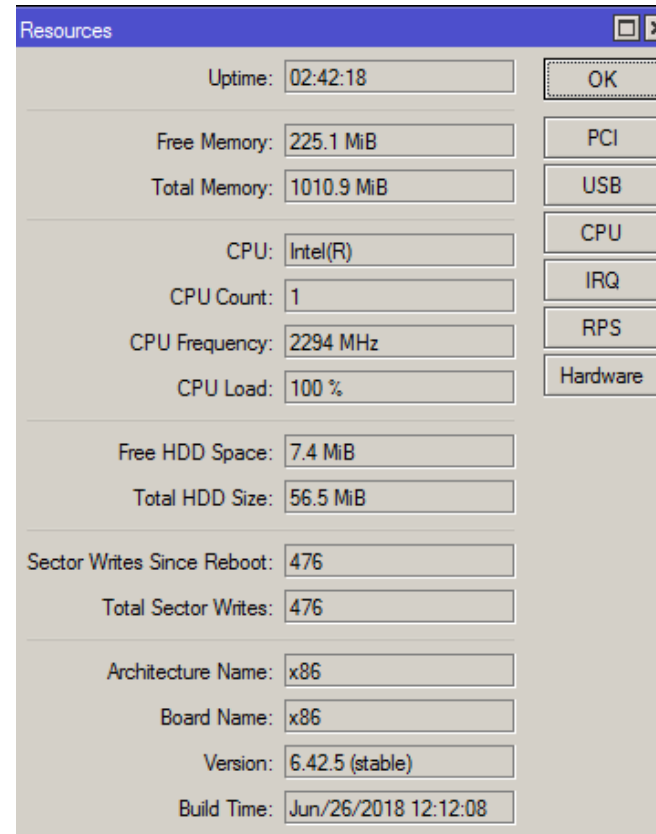 Resources
Uptime: 02:42:18 OK
Free Memory: 225.1 MiB PCI
Total Memory: 1010.9 MiB USB
CPU: Intel(R) CPU
CPU Count: 1 IRQ
CPU Frequency: 2294 MHz RPS
CPU Load: 100 % Hardware
Free HDD Space: 7.4 MiB
Total HDD Size: 56.5 MiB
Sector Writes Since Reboot: 476
Total Sector Writes: 476
Architecture Name: x86
Board Name: x86
Version: 6.42.5 (stable)
Build Time: Jun/26/2018 12:12:08